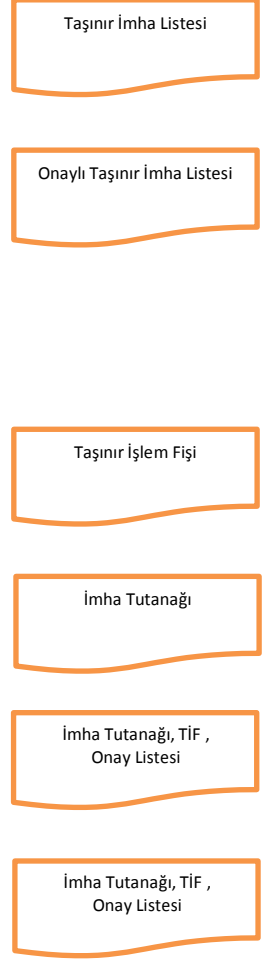 Taşınır İmha Listesi
Onaylı Taşınır İmha Listesi
Taşınır İşlem Fişi
İmha Tutanağı
İmha Tutanağı, TİF ,
Onay Listesi
İmha Tutanağı, TİF ,
Onay Listesi